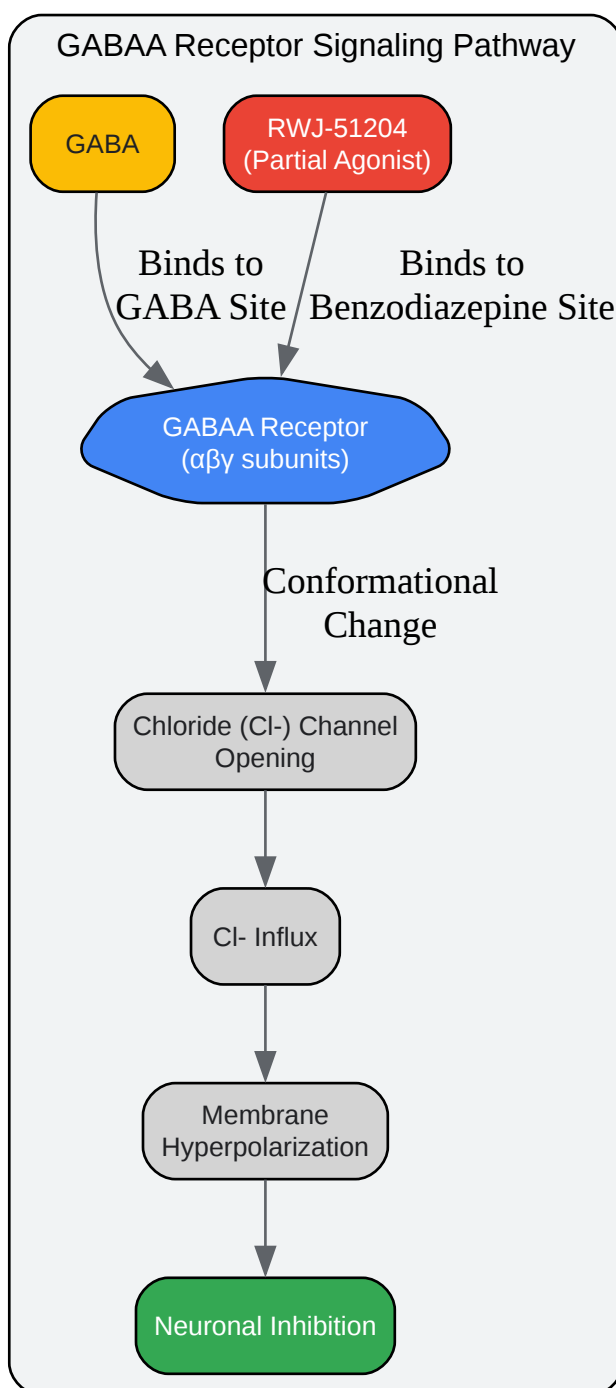 GABAA Receptor Signaling Pathway
GABA
RWJ-51204
(Partial Agonist)
Binds to
GABA Site
Binds to
Benzodiazepine Site
GABAA Receptor
(αβγ subunits)
Conformational
Change
Chloride (Cl-) Channel
Opening
Cl- Influx
Membrane
Hyperpolarization
Neuronal Inhibition